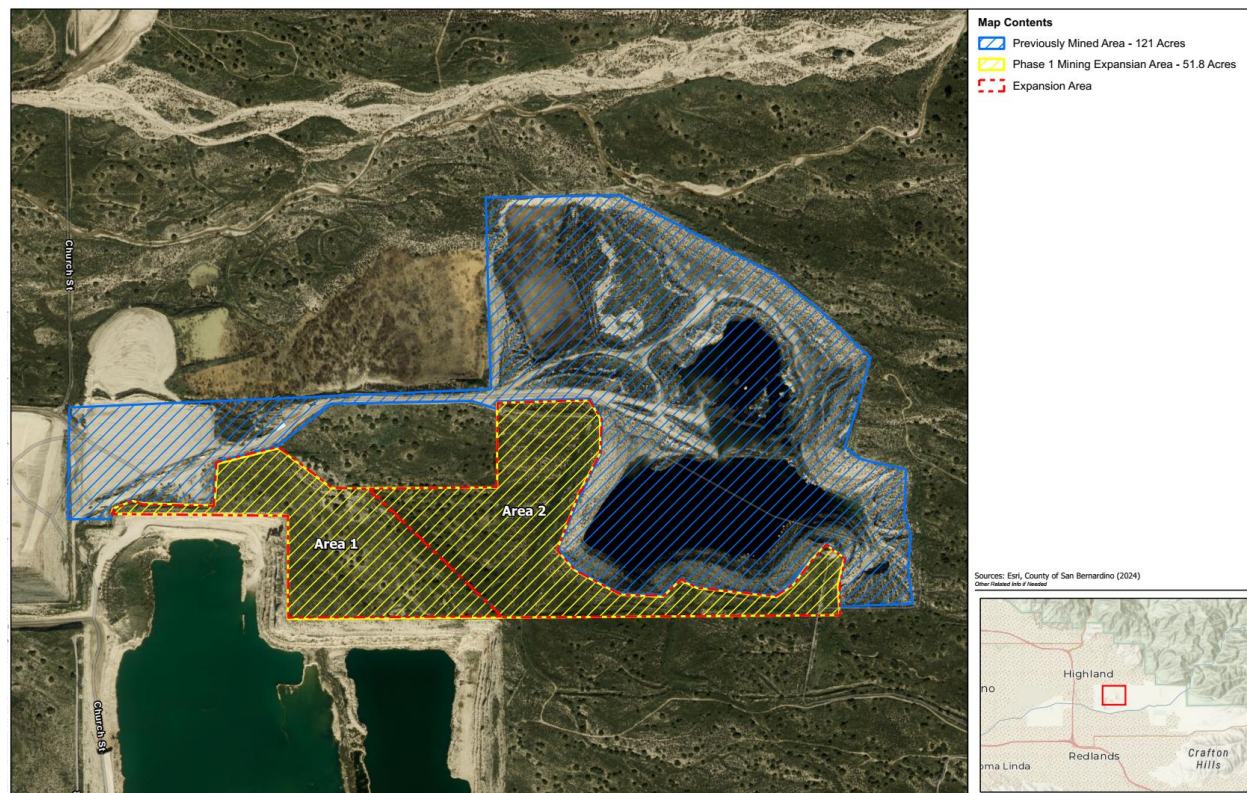 Map Contents
Previously Mined Area - 121 Acres
Phase 1 Mining Expansian Area - 51.8 Acres
Expansion Area
Church St
Area 1
Area 2
Church St
Sources: Esri, County of San Bernardino (2024)
Other Related Info if Needed
Highland
no
Redlands
oma Linda
Crafton
Hills